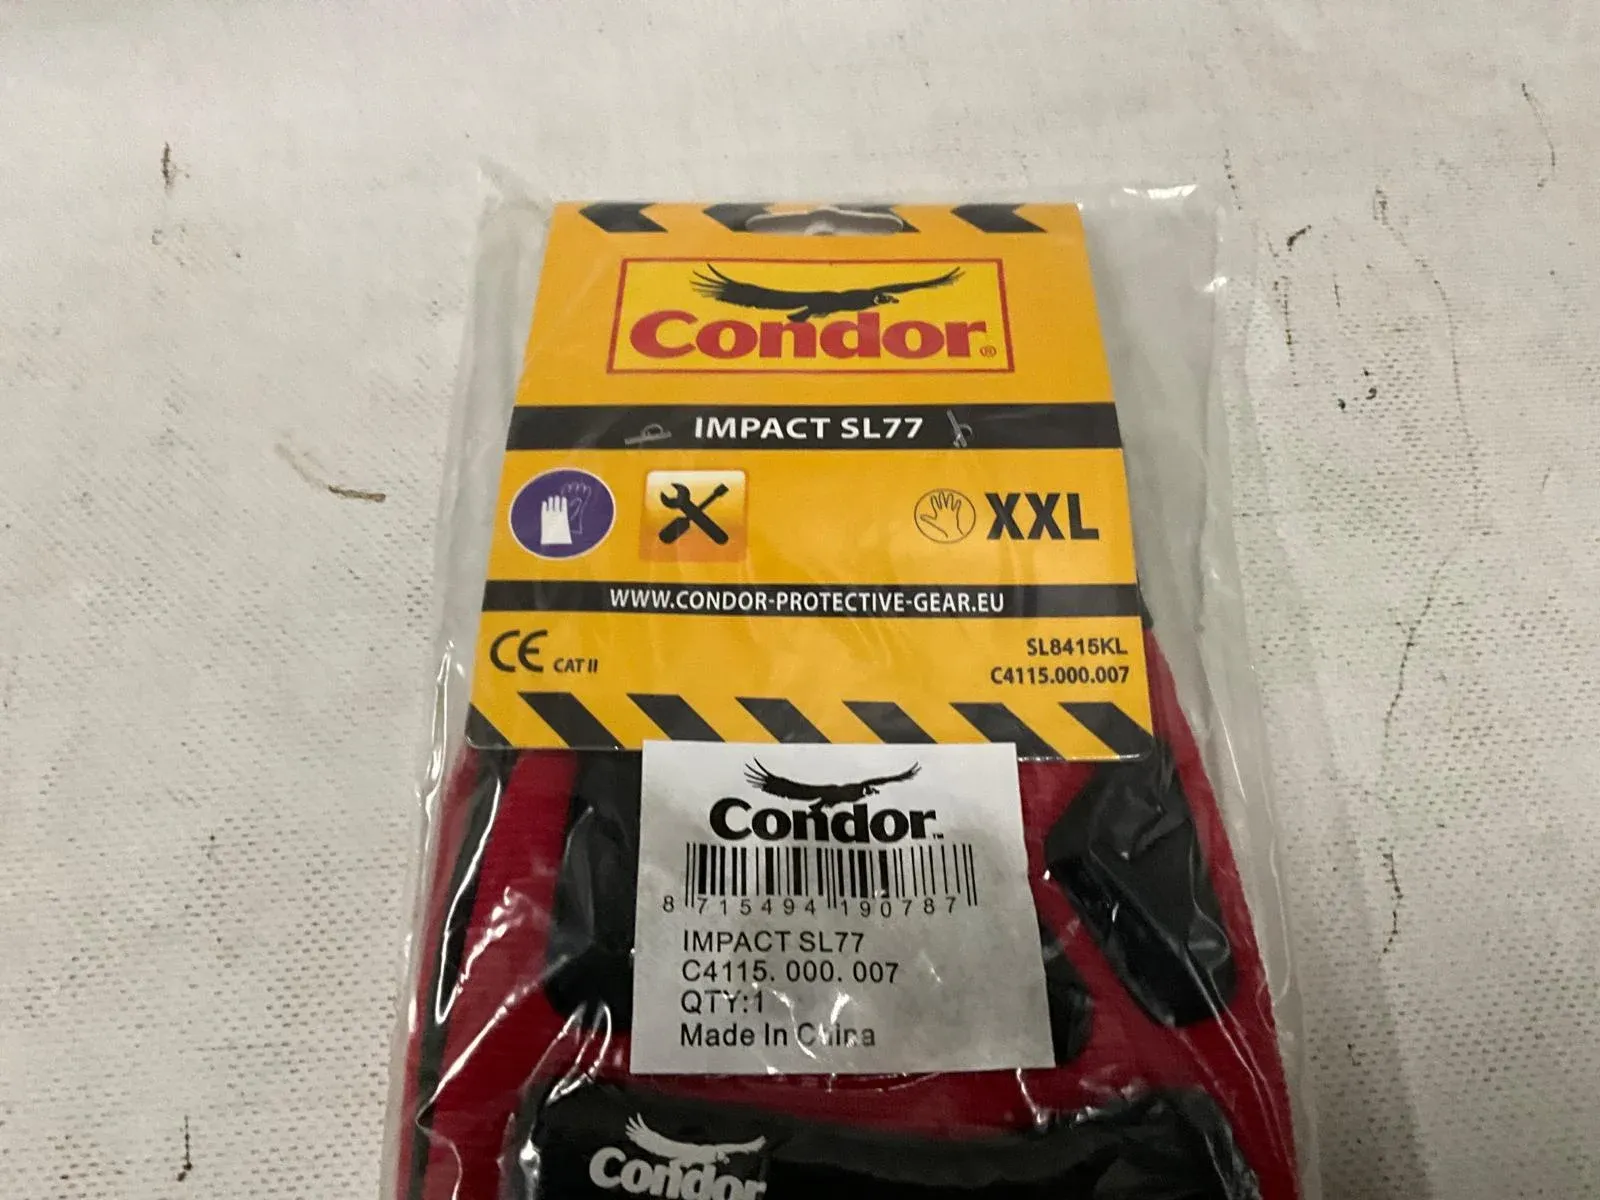 Condor®
IMPACT SL77
XXL
WWW.CONDOR-PROTECTIVE-GEAR.EU
CE CAT II
SL8415KL
C4115.000.007
Condor™
8 715494 190787
IMPACT SL77
C4115. 000. 007
QTY:1
Made In China
Condor